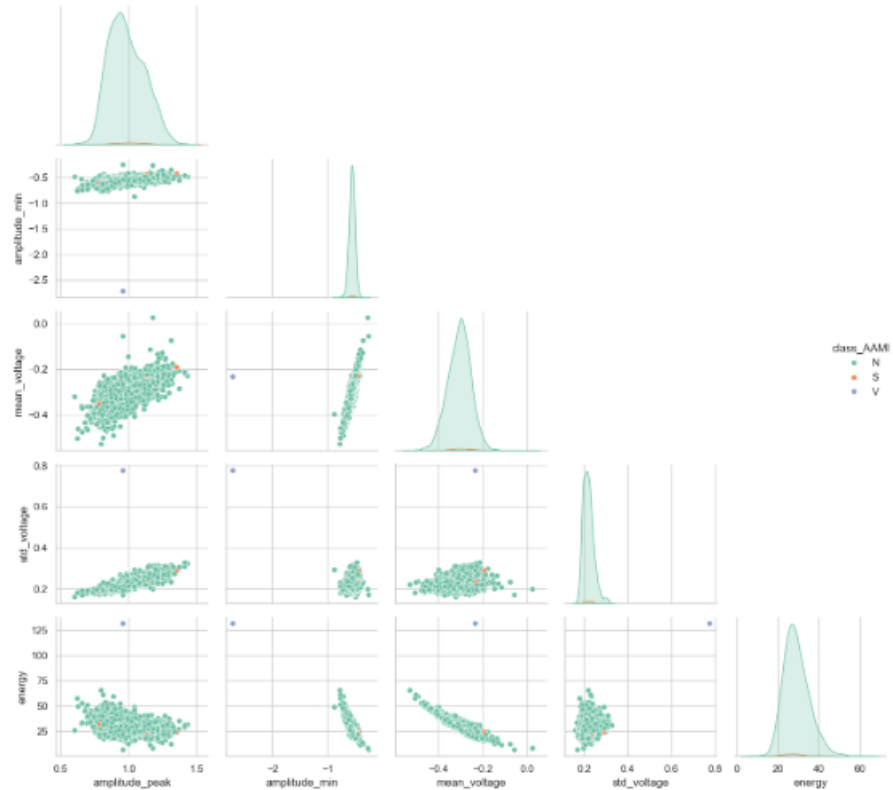 amplitude_min
−0.5
−1.0
−1.5
−2.0
−2.5
mean_voltage
0.0
−0.2
−0.4
class_AAMI
N
S
V
std_voltage
0.8
0.6
0.4
0.2
energy
125
100
75
50
25
0.5 1.0 1.5
−2 −1
−0.4 −0.2 0.0
0.2 0.4 0.6 0.8
0 20 40 60
amplitude_peak amplitude_min mean_voltage std_voltage energy